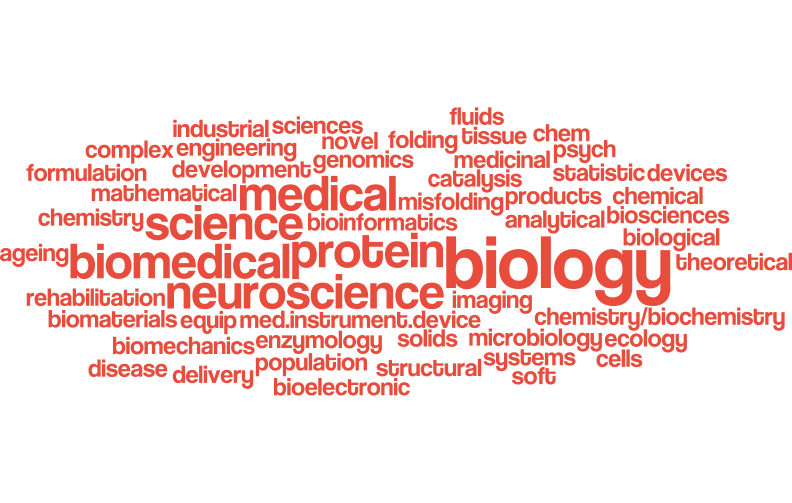 fluids
industrial sciences
novel folding tissue chem
complex engineering psych
genomics medicinal
formulation development catalysis statistic devices
mathematical medical misfolding products chemical
chemistry science bioinformatics analytical biosciences
biological
ageing biomedical protein biology theoretical
rehabilitation neuroscience imaging
biomaterials equip med.instrument.device chemistry/biochemistry
biomechanics enzymology solids microbiology ecology
disease population structural systems cells
delivery soft
bioelectronic